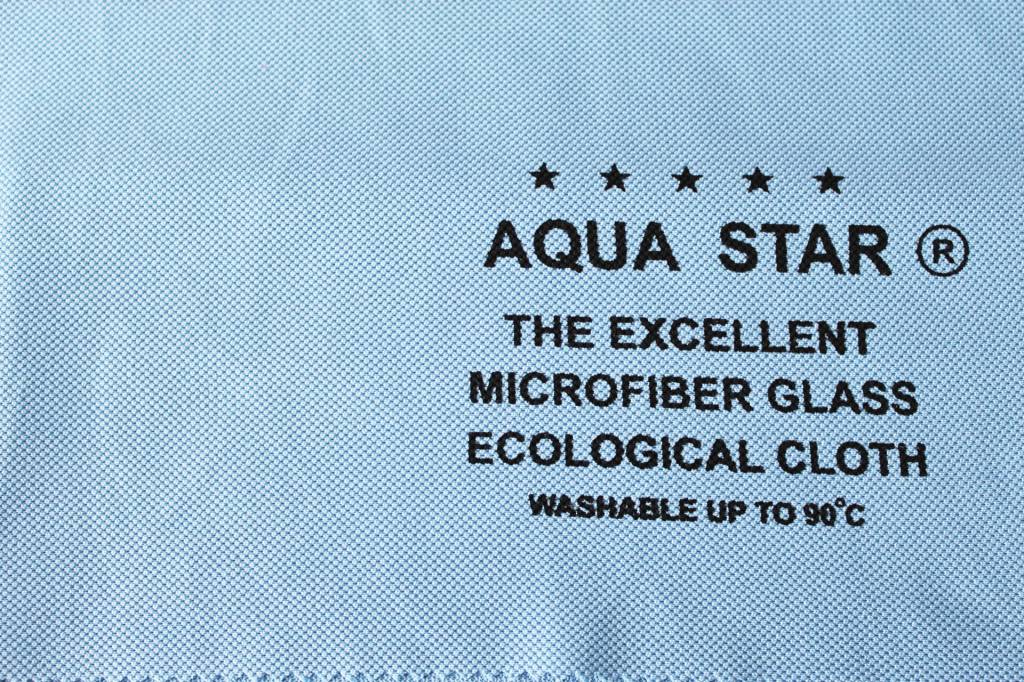 ★ ★ ★ ★ ★
AQUA STAR ®
THE EXCELLENT
MICROFIBER GLASS
ECOLOGICAL CLOTH
WASHABLE UP TO 90°C